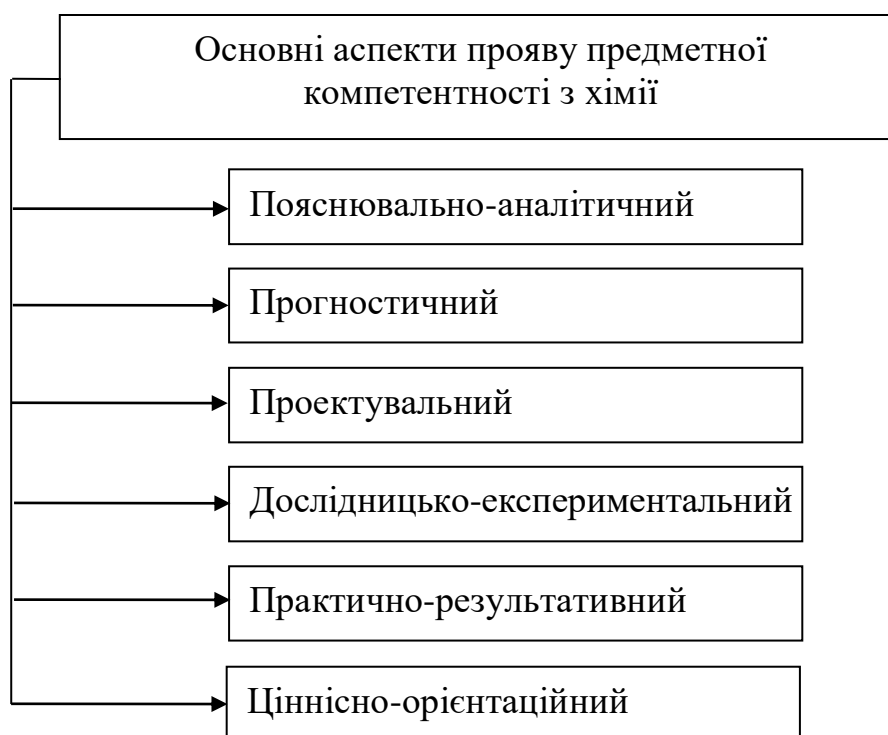 Основні аспекти прояву предметної
компетентності з хімії
Пояснювально-аналітичний
Прогностичний
Проектувальний
Дослідницько-експериментальний
Практично-результативний
Ціннісно-орієнтаційний